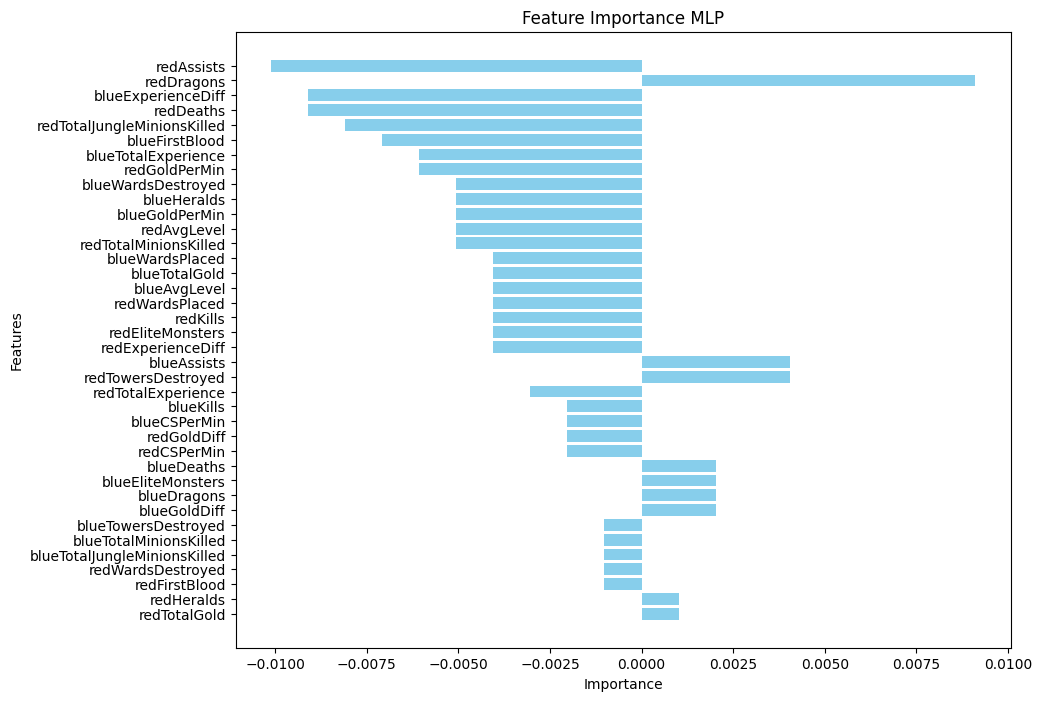 Feature Importance MLP
Features
redAssists
redDragons
blueExperienceDiff
redDeaths
redTotalJungleMinionsKilled
blueFirstBlood
blueTotalExperience
redGoldPerMin
blueWardsDestroyed
blueHeralds
blueGoldPerMin
redAvgLevel
redTotalMinionsKilled
blueWardsPlaced
blueTotalGold
blueAvgLevel
redWardsPlaced
redKills
redEliteMonsters
redExperienceDiff
blueAssists
redTowersDestroyed
redTotalExperience
blueKills
blueCSPerMin
redGoldDiff
redCSPerMin
blueDeaths
blueEliteMonsters
blueDragons
blueGoldDiff
blueTowersDestroyed
blueTotalMinionsKilled
blueTotalJungleMinionsKilled
redWardsDestroyed
redFirstBlood
redHeralds
redTotalGold
−0.0100 −0.0075 −0.0050 −0.0025 0.0000 0.0025 0.0050 0.0075 0.0100
Importance